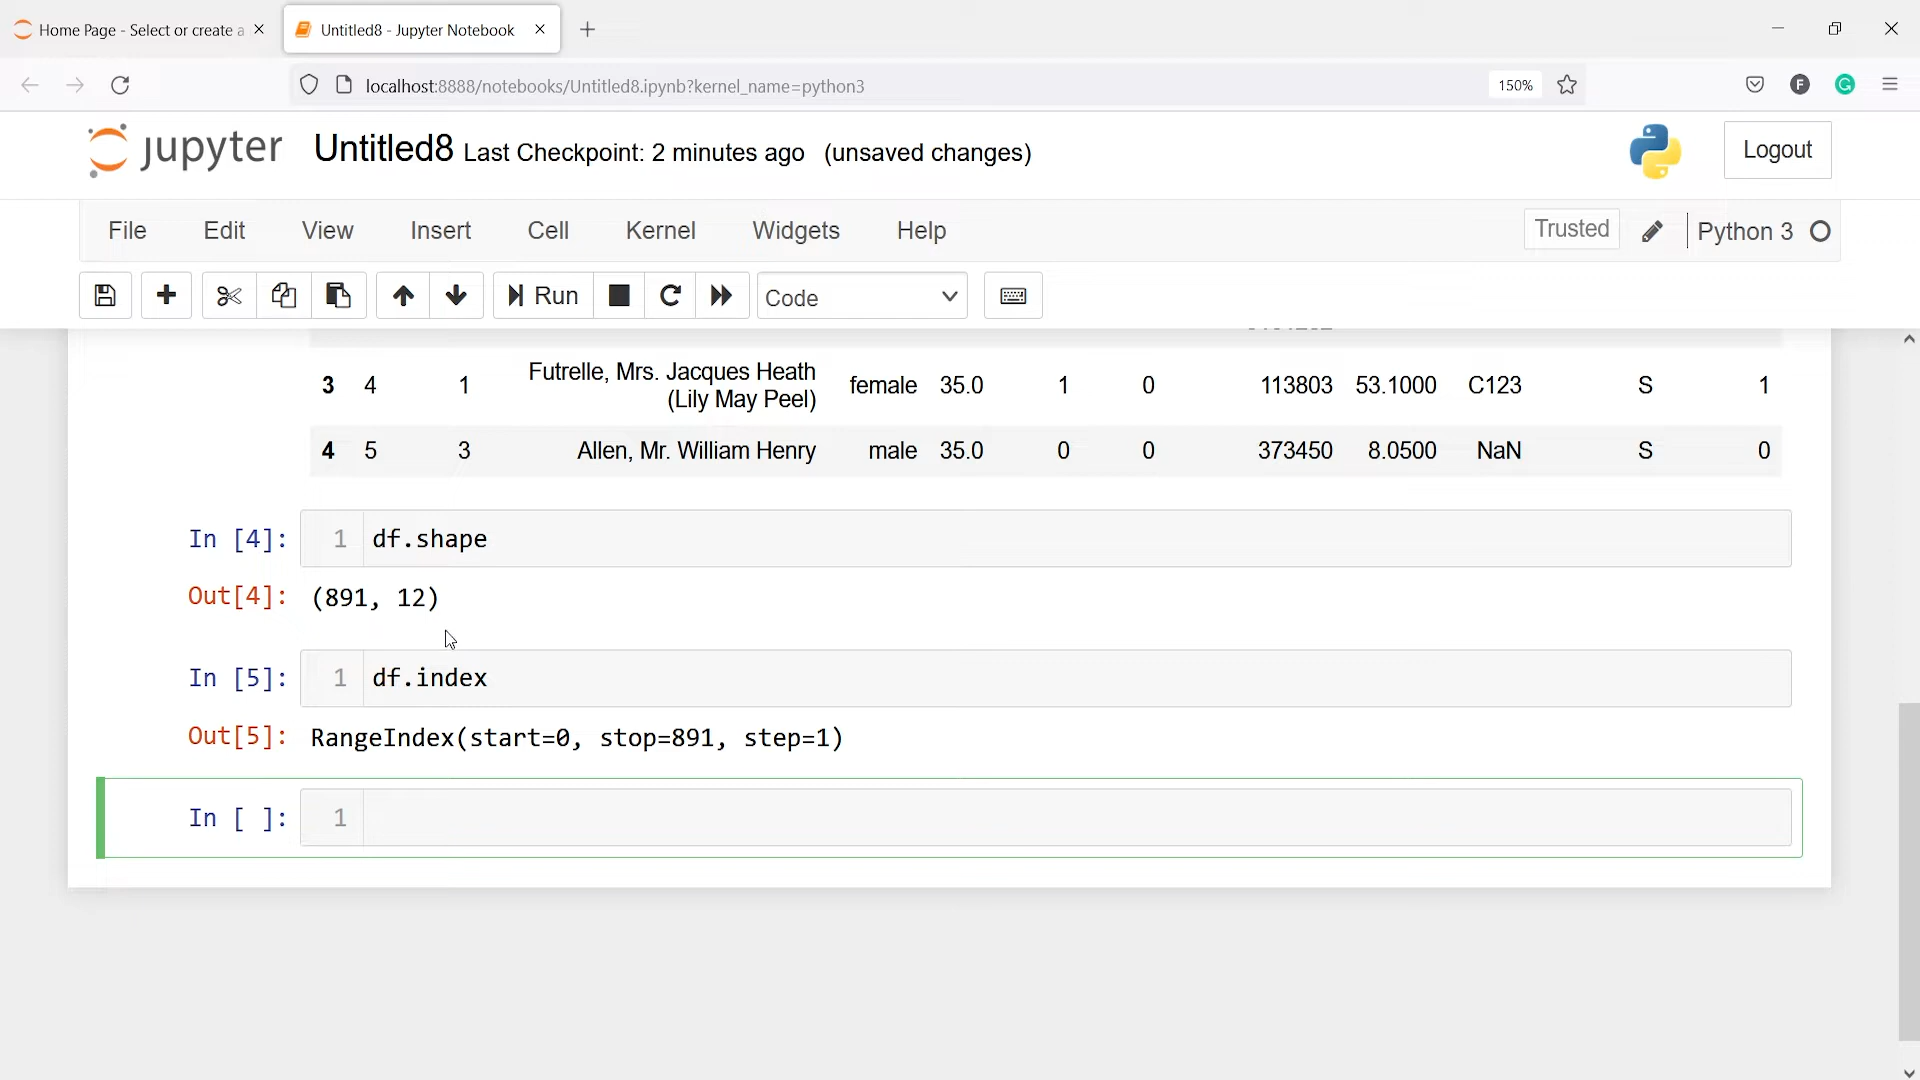 Home Page - Select or create a
Untitled8 - Jupyter Notebook
localhost:8888/notebooks/Untitled8.ipynb?kernel_name=python3
150%
F
G
jupyter Untitled8 Last Checkpoint: 2 minutes ago (unsaved changes)
Logout
File Edit View Insert Cell Kernel Widgets Help
Trusted Python 3
Run Code
3 4 1 Futrelle, Mrs. Jacques Heath female 35.0 1 0 113803 53.1000 C123 S 1
(Lily May Peel)
4 5 3 Allen, Mr. William Henry male 35.0 0 0 373450 8.0500 NaN S 0
In [4]: 1 df.shape
Out[4]: (891, 12)
In [5]: 1 df.index
Out[5]: RangeIndex(start=0, stop=891, step=1)
In [ ]: 1